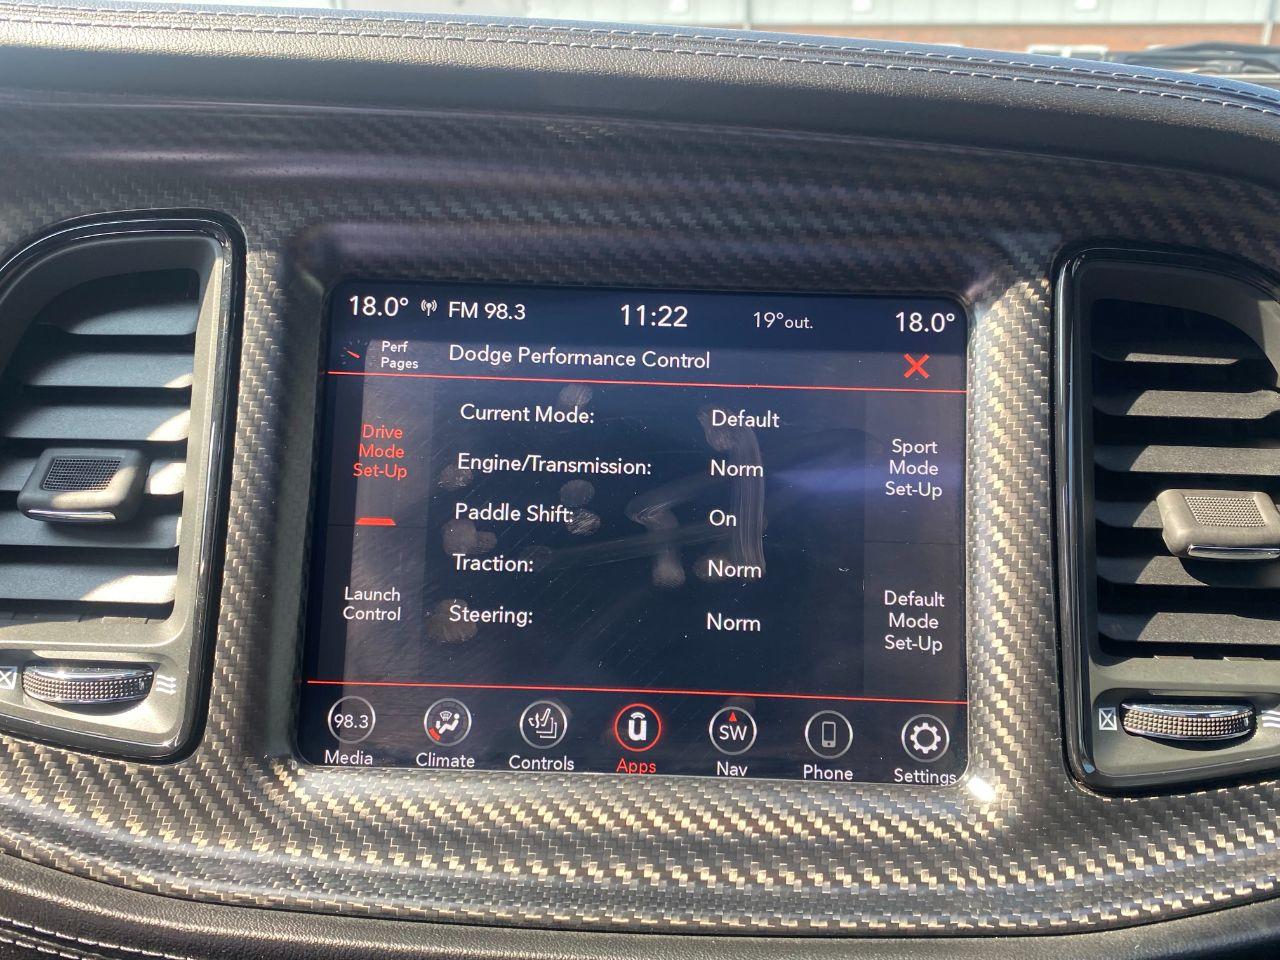 18.0° FM 98.3 11:22 19°out. 18.0°
Perf
Pages
Dodge Performance Control
Drive
Mode
Set-Up
Launch
Control
Current Mode: Default
Engine/Transmission: Norm
Paddle Shift: On
Traction: Norm
Steering: Norm
Sport
Mode
Set-Up
Default
Mode
Set-Up
98.3 SW
Media Climate Controls Apps Nav Phone Settings